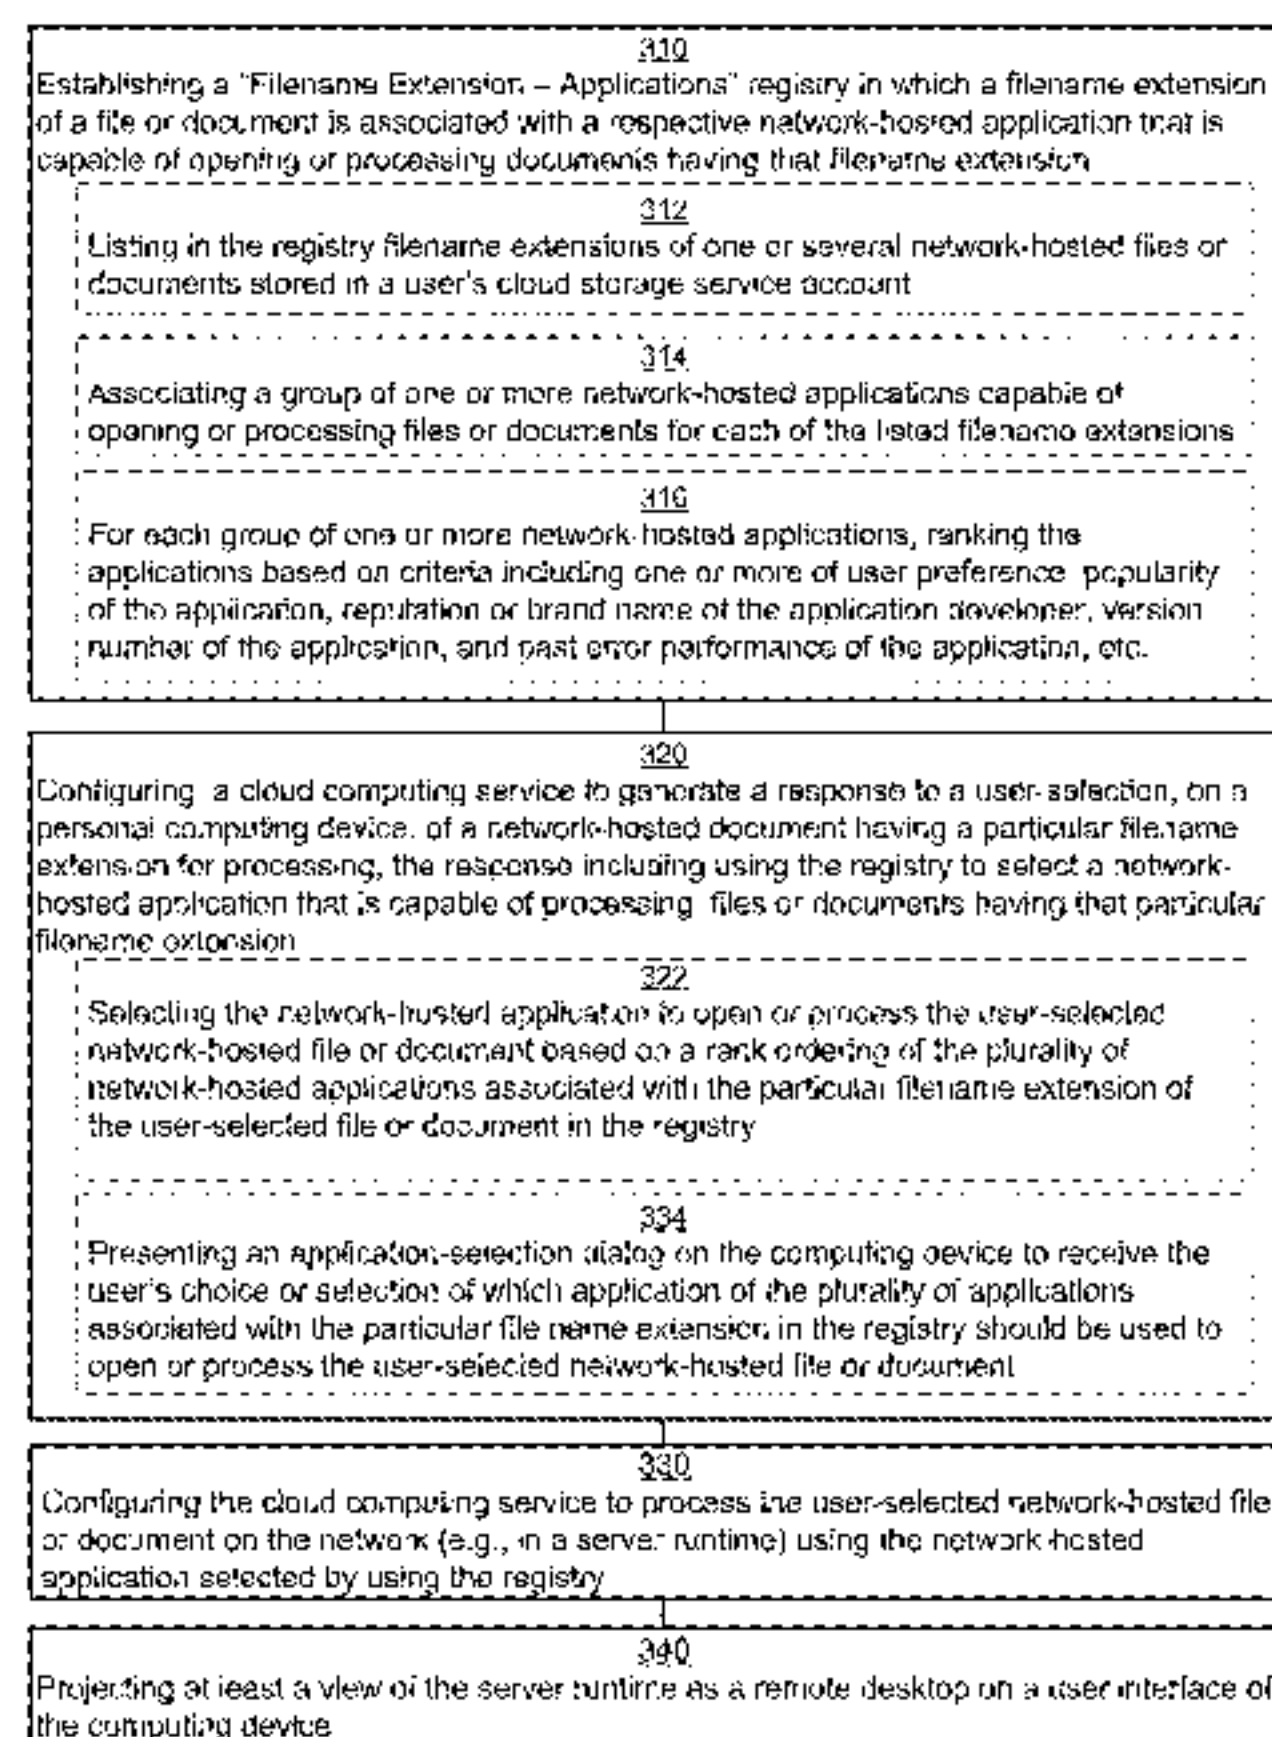 310
Establishing a "Filename Extension – Applications" registry in which a filename extension
of a file or document is associated with a respective network-hosted application that is
capable of opening or processing documents having that filename extension
312
Listing in the registry filename extensions of one or several network-hosted files or
documents stored in a user's cloud storage service account
314
Associating a group of one or more network-hosted applications capable of
opening or processing files or documents for each of the listed filename extensions
316
For each group of one or more network-hosted applications, ranking the
applications based on criteria including one or more of user preference, popularity
of the application, reputation or brand name of the application developer, version
number of the application, and past error performance of the application, etc.
320
Configuring a cloud computing service to generate a response to a user-selection, on a
personal computing device, of a network-hosted document having a particular filename
extension for processing, the response including using the registry to select a network-
hosted application that is capable of processing files or documents having that particular
filename extension
322
Selecting the network-hosted application to open or process the user-selected
network-hosted file or document based on a rank ordering of the plurality of
network-hosted applications associated with the particular filename extension of
the user-selected file or document in the registry
334
Presenting an application-selection dialog on the computing device to receive the
user's choice or selection of which application of the plurality of applications
associated with the particular file name extension in the registry should be used to
open or process the user-selected network-hosted file or document
330
Configuring the cloud computing service to process the user-selected network-hosted file
or document on the network (e.g., in a server runtime) using the network-hosted
application selected by using the registry
340
Projecting at least a view of the server runtime as a remote desktop on a user interface of
the computing device